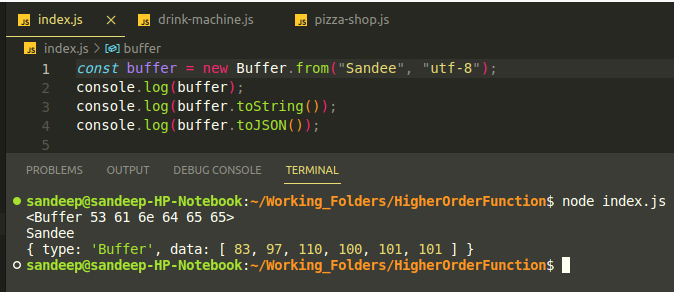 JS index.js × JS drink-machine.js JS pizza-shop.js
JS index.js > buffer
1 const buffer = new Buffer.from("Sandee", "utf-8");
2 console.log(buffer);
3 console.log(buffer.toString());
4 console.log(buffer.toJSON());
5
PROBLEMS OUTPUT DEBUG CONSOLE TERMINAL
sandeep@sandeep-HP-Notebook:~/Working_Folders/HigherOrderFunction$ node index.js
<Buffer 53 61 6e 64 65 65>
Sandee
{ type: 'Buffer', data: [ 83, 97, 110, 100, 101, 101 ] }
sandeep@sandeep-HP-Notebook:~/Working_Folders/HigherOrderFunction$